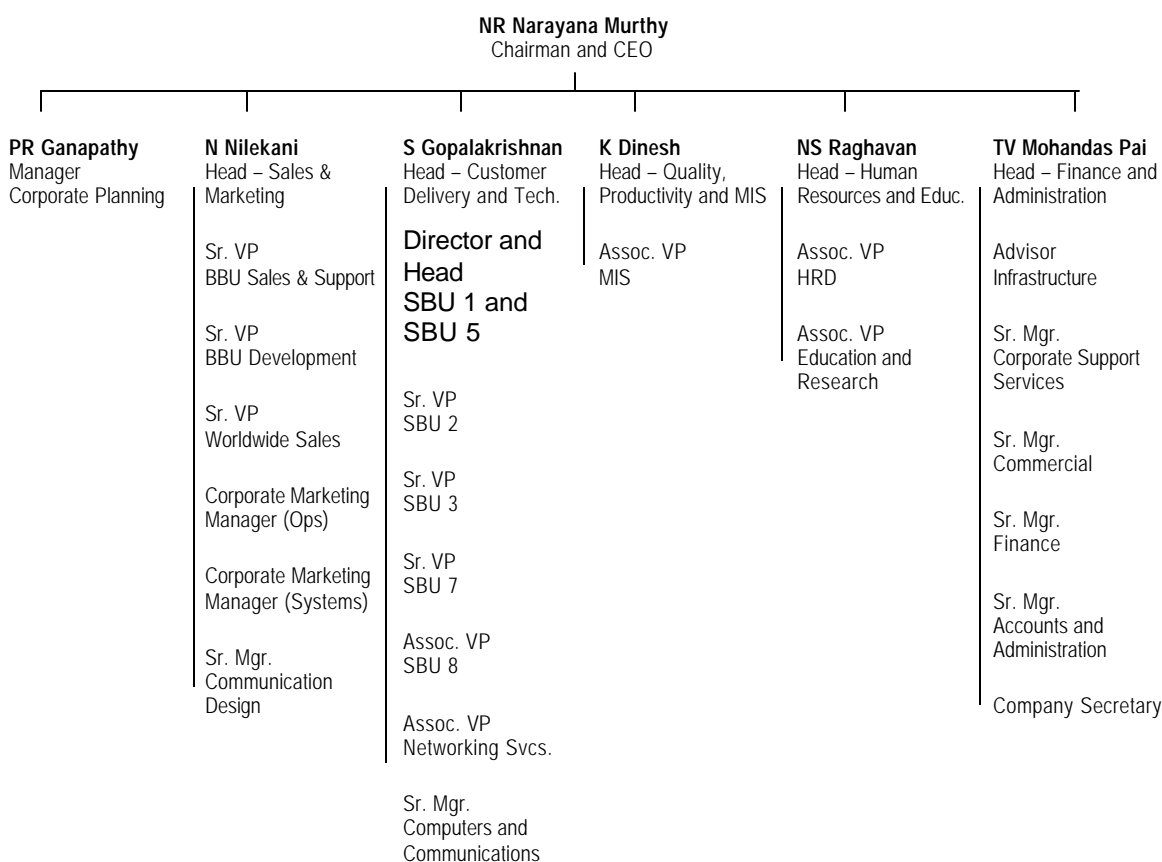 NR Narayana Murthy
Chairman and CEO
PR Ganapathy
Manager
Corporate Planning
N Nilekani
Head – Sales &
Marketing
Sr. VP
BBU Sales & Support
Sr. VP
BBU Development
Sr. VP
Worldwide Sales
Corporate Marketing
Manager (Ops)
Corporate Marketing
Manager (Systems)
Sr. Mgr.
Communication
Design
S Gopalakrishnan
Head – Customer
Delivery and Tech.
Director and
Head
SBU 1 and
SBU 5
Sr. VP
SBU 2
Sr. VP
SBU 3
Sr. VP
SBU 7
Assoc. VP
SBU 8
Assoc. VP
Networking Svcs.
Sr. Mgr.
Computers and
Communications
K Dinesh
Head – Quality,
Productivity and MIS
Assoc. VP
MIS
NS Raghavan
Head – Human
Resources and Educ.
Assoc. VP
HRD
Assoc. VP
Education and
Research
TV Mohandas Pai
Head – Finance and
Administration
Advisor
Infrastructure
Sr. Mgr.
Corporate Support
Services
Sr. Mgr.
Commercial
Sr. Mgr.
Finance
Sr. Mgr.
Accounts and
Administration
Company Secretary